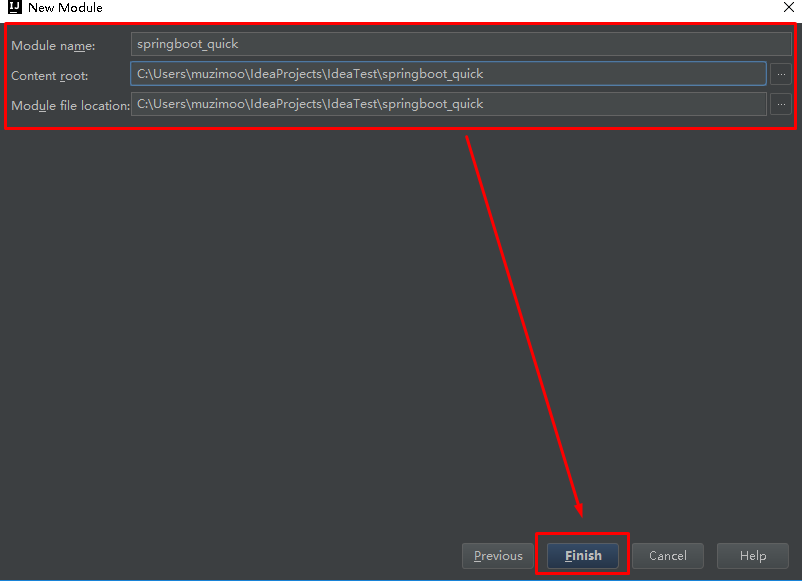 IJ New Module
Module name: springboot_quick
Content root: C:\Users\muzimoo\IdeaProjects\IdeaTest\springboot_quick ...
Module file location: C:\Users\muzimoo\IdeaProjects\IdeaTest\springboot_quick ...
Previous Finish Cancel Help